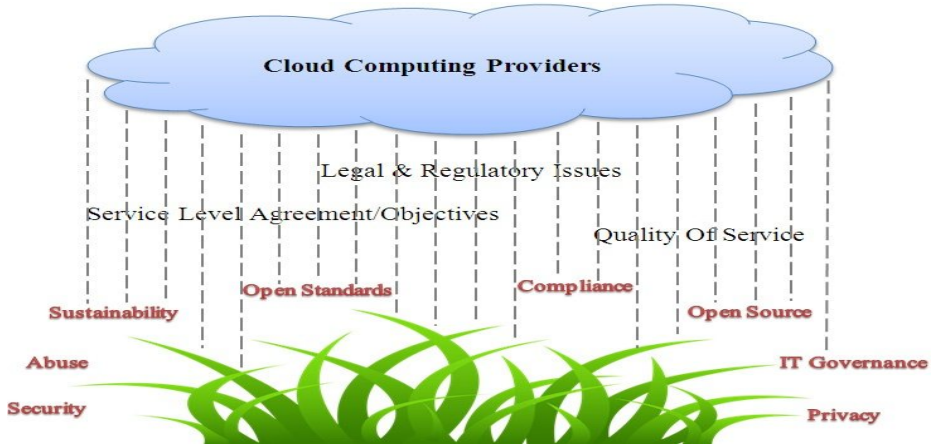 Cloud Computing Providers
Legal & Regulatory Issues
Service Level Agreement/Objectives
Quality Of Service
Open Standards
Compliance
Sustainability
Open Source
Abuse
IT Governance
Security
Privacy